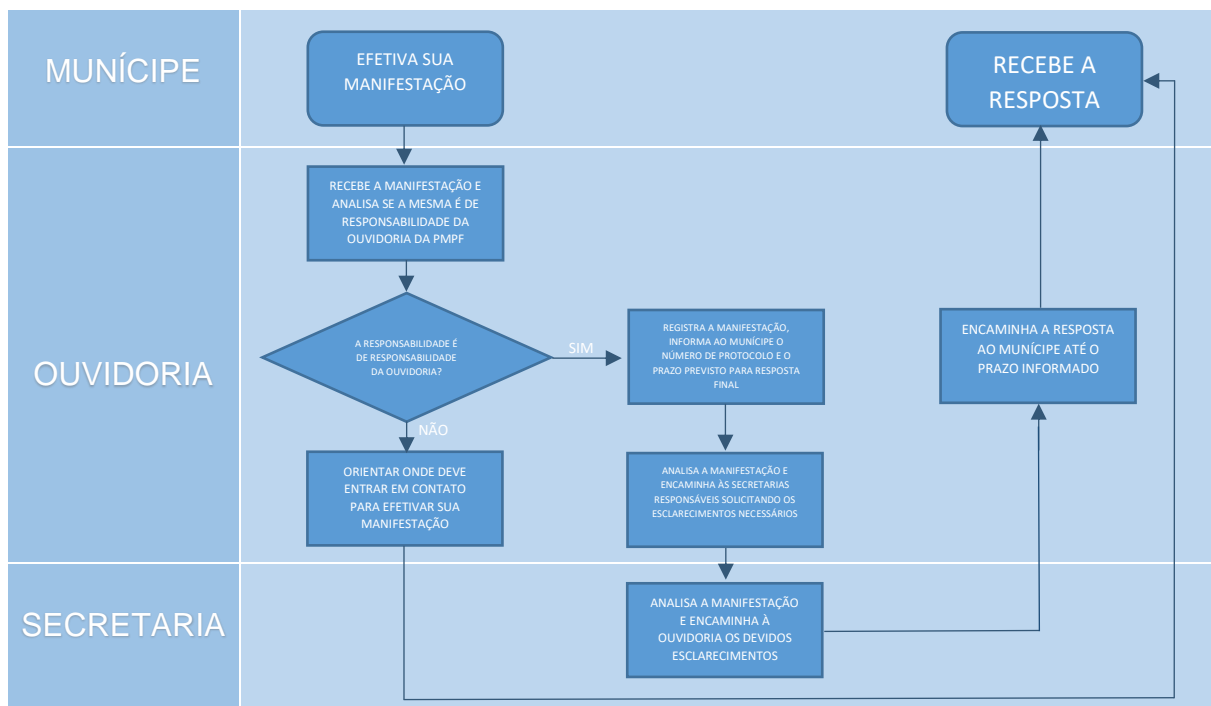 MUNÍCIPE
EFETIVA SUA
MANIFESTAÇÃO
RECEBE A
RESPOSTA
OUVIDORIA
RECEBE A MANIFESTAÇÃO E
ANALISA SE A MESMA É DE
RESPONSABILIDADE DA
OUVIDORIA DA PMPF
A RESPONSABILIDADE É
DE RESPONSABILIDADE
DA OUVIDORIA?
SIM
NÃO
REGISTRA A MANIFESTAÇÃO,
INFORMA AO MUNÍCIPE O
NÚMERO DE PROTOCOLO E O
PRAZO PREVISTO PARA RESPOSTA
FINAL
ENCAMINHA A RESPOSTA
AO MUNÍCIPE ATÉ O
PRAZO INFORMADO
ORIENTAR ONDE DEVE
ENTRAR EM CONTATO
PARA EFETIVAR SUA
MANIFESTAÇÃO
ANALISA A MANIFESTAÇÃO E
ENCAMINHA ÀS SECRETARIAS
RESPONSÁVEIS SOLICITANDO OS
ESCLARECIMENTOS NECESSÁRIOS
SECRETARIA
ANALISA A MANIFESTAÇÃO
E ENCAMINHA À
OUVIDORIA OS DEVIDOS
ESCLARECIMENTOS